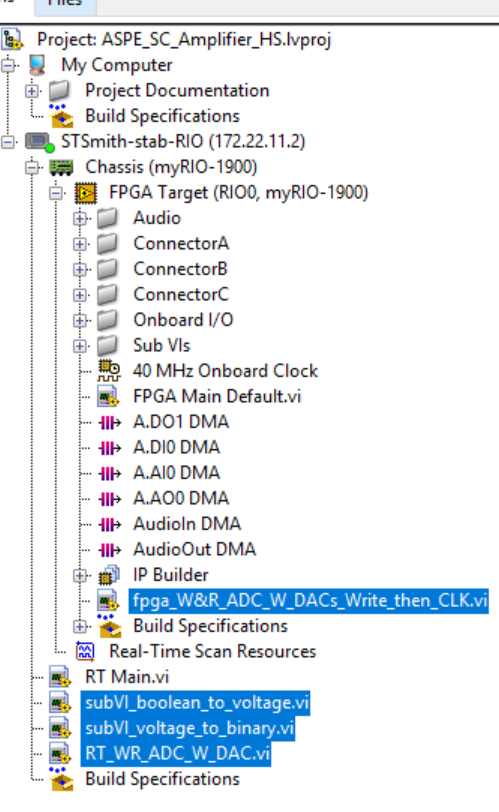 Files
Project: ASPE_SC_Amplifier_HS.lvproj
My Computer
Project Documentation
Build Specifications
STSmith-stab-RIO (172.22.11.2)
Chassis (myRIO-1900)
FPGA Target (RIO0, myRIO-1900)
Audio
ConnectorA
ConnectorB
ConnectorC
Onboard I/O
Sub VIs
40 MHz Onboard Clock
FPGA Main Default.vi
A.DO1 DMA
A.DI0 DMA
A.AI0 DMA
A.AO0 DMA
AudioIn DMA
AudioOut DMA
IP Builder
fpga_W&R_ADC_W_DACs_Write_then_CLK.vi
Build Specifications
Real-Time Scan Resources
RT Main.vi
subVI_boolean_to_voltage.vi
subVI_voltage_to_binary.vi
RT_WR_ADC_W_DAC.vi
Build Specifications